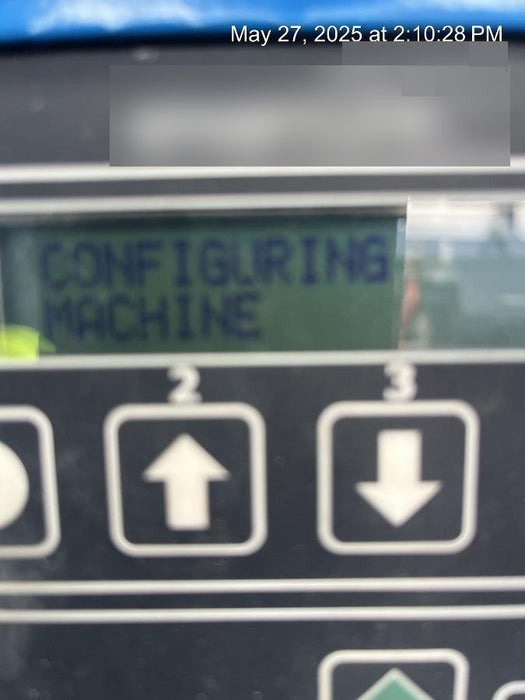 May 27, 2025 at 2:10:28 PM
CONFIGURING
MACHINE
2
3